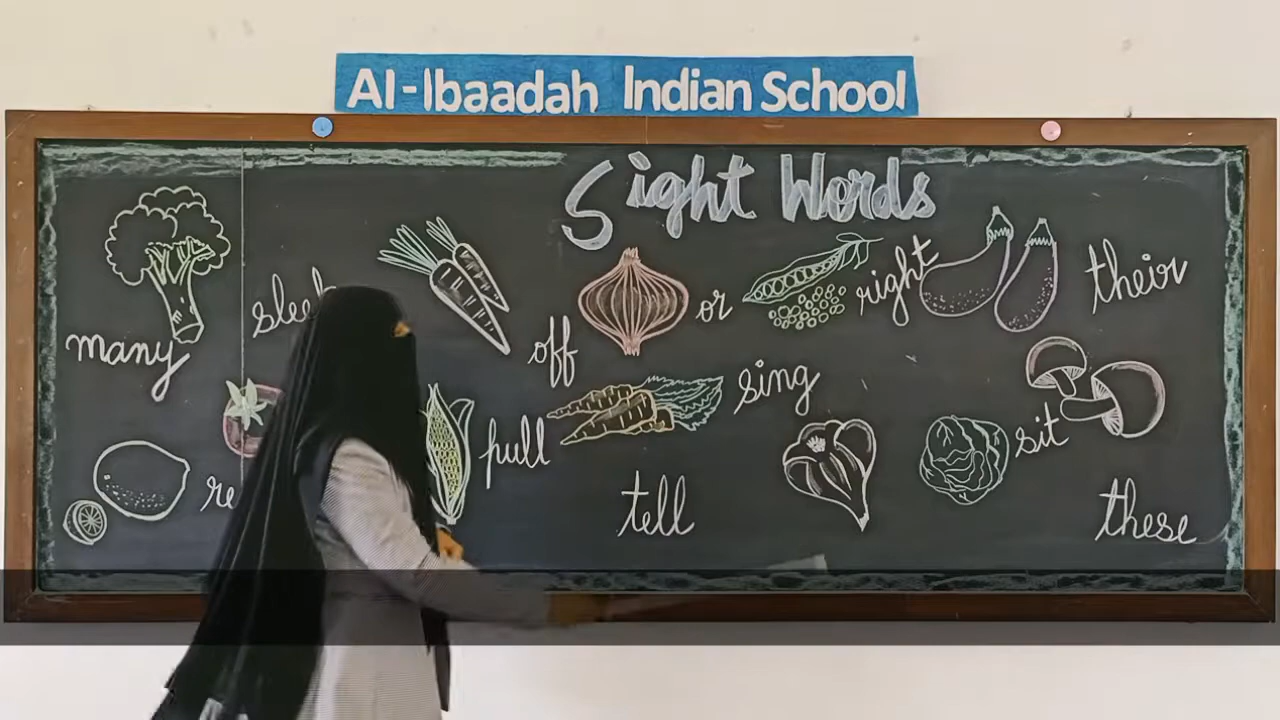 Al-Ibaadah Indian School
Sight Words
many
off
or
right
their
pull
sing
sit
tell
these